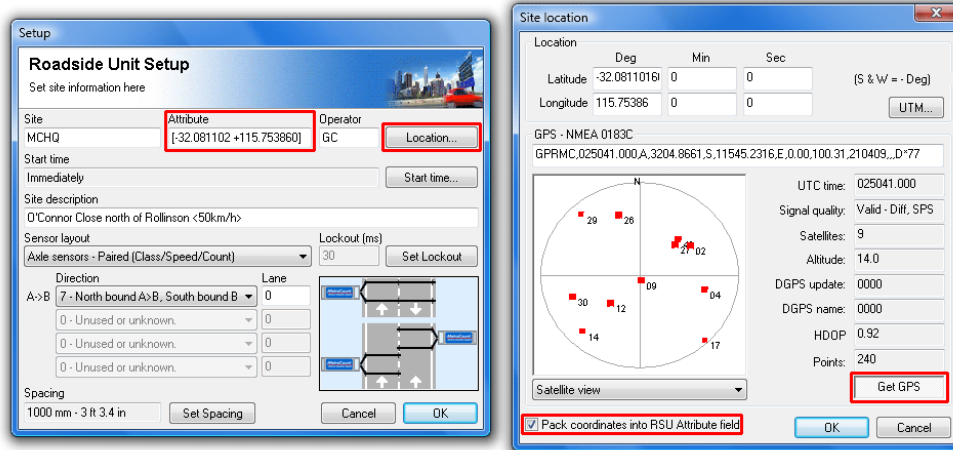 Setup
Roadside Unit Setup
Set site information here
Site Attribute Operator
MCHQ [-32.081102 +115.753860] GC Location...
Start time
Immediately Start time...
Site description
O'Connor Close north of Rollinson <50km/h>
Sensor layout Lockout (ms)
Axle sensors - Paired (Class/Speed/Count) 30 Set Lockout
Direction Lane
A->B 7 - North bound A>B, South bound B 0
0 - Unused or unknown. 0
0 - Unused or unknown. 0
0 - Unused or unknown. 0
MetroCount
MetroCount
MetroCount
Spacing
1000 mm - 3 ft 3.4 in Set Spacing Cancel OK
Site location
Location
Deg Min Sec
Latitude -32.0811016 0 0 (S & W = - Deg)
Longitude 115.75386 0 0
UTM...
GPS - NMEA 0183C
GPRMC,025041.000,A,3204.8661,S,11545.2316,E,0.00,100.31,210409,,,D*77
N
29 26
27 02
09
04
30 12
14
17
UTC time: 025041.000
Signal quality: Valid - Diff, SPS
Satellites: 9
Altitude: 14.0
DGPS update: 0000
DGPS name: 0000
HDOP 0.92
Points: 240
Satellite view Get GPS
Pack coordinates into RSU Attribute field OK Cancel